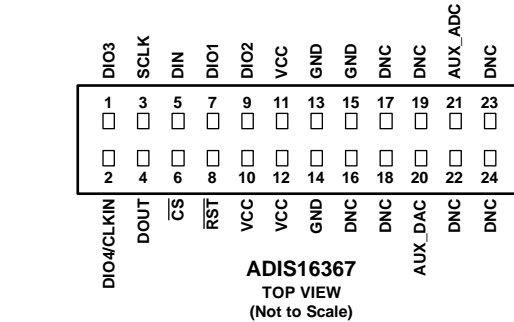 DIO3 SCLK DIN DIO1 DIO2 VCC GND GND DNC DNC AUX_ADC DNC
1 3 5 7 9 11 13 15 17 19 21 23
2 4 6 8 10 12 14 16 18 20 22 24
DIO4/CLKIN DOUT CS RST VCC VCC GND DNC DNC AUX_DAC DNC DNC
ADIS16367
TOP VIEW
(Not to Scale)